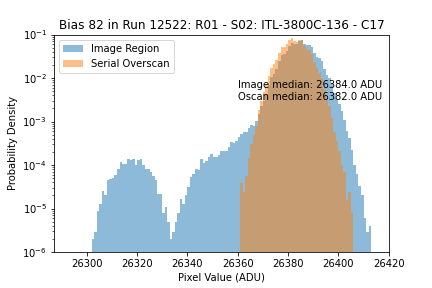 Bias 82 in Run 12522: R01 - S02: ITL-3800C-136 - C17
Image Region
Serial Overscan
Image median: 26384.0 ADU
Oscan median: 26382.0 ADU
Probability Density
10⁻¹
10⁻²
10⁻³
10⁻⁴
10⁻⁵
10⁻⁶
26300 26320 26340 26360 26380 26400 26420
Pixel Value (ADU)